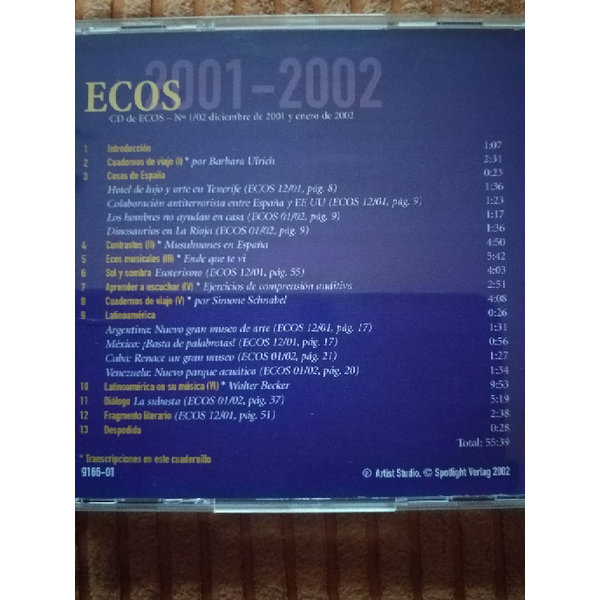 2001-2002
ECOS
CD de ECOS – Nº 1/02 diciembre de 2001 y enero de 2002
1 Introducción 1:07
2 Cuadernos de viaje (I) * por Barbara Ulrich 2:31
3 Cosas de España 0:23
Hotel de lujo y arte en Tenerife (ECOS 12/01, pág. 8) 1:36
Colaboración antiterrorista entre España y EE UU (ECOS 12/01, pág. 9) 1:23
Los hombres no ayudan en casa (ECOS 01/02, pág. 9) 1:17
Dinosaurios en La Rioja (ECOS 01/02, pág. 9) 1:36
4 Contrastes (II) * Musulmanes en España 4:50
5 Ecos musicales (III) * Ende que te vi 5:42
6 Sol y sombra Esoterismo (ECOS 12/01, pág. 55) 4:03
7 Aprender a escuchar (IV) * Ejercicios de comprensión auditiva 2:51
8 Cuadernos de viaje (V) * por Simone Schnabel 4:08
9 Latinoamérica 0:26
Argentina: Nuevo gran museo de arte (ECOS 12/01, pág. 17) 1:31
México: ¡Basta de palabrotas! (ECOS 12/01, pág. 17) 0:56
Cuba: Renace un gran museo (ECOS 01/02, pág. 21) 1:27
Venezuela: Nuevo parque acuático (ECOS 01/02, pág. 20) 1:34
10 Latinoamérica en su música (VI) * Walter Becker 9:53
11 Diálogo La subasta (ECOS 01/02, pág. 37) 5:19
12 Fragmento literario (ECOS 12/01, pág. 51) 2:38
13 Despedida 0:28
Total: 55:39
* Transcripciones en este cuadernillo
9166-01 ℗ Artist Studio, © Spotlight Verlag 2002